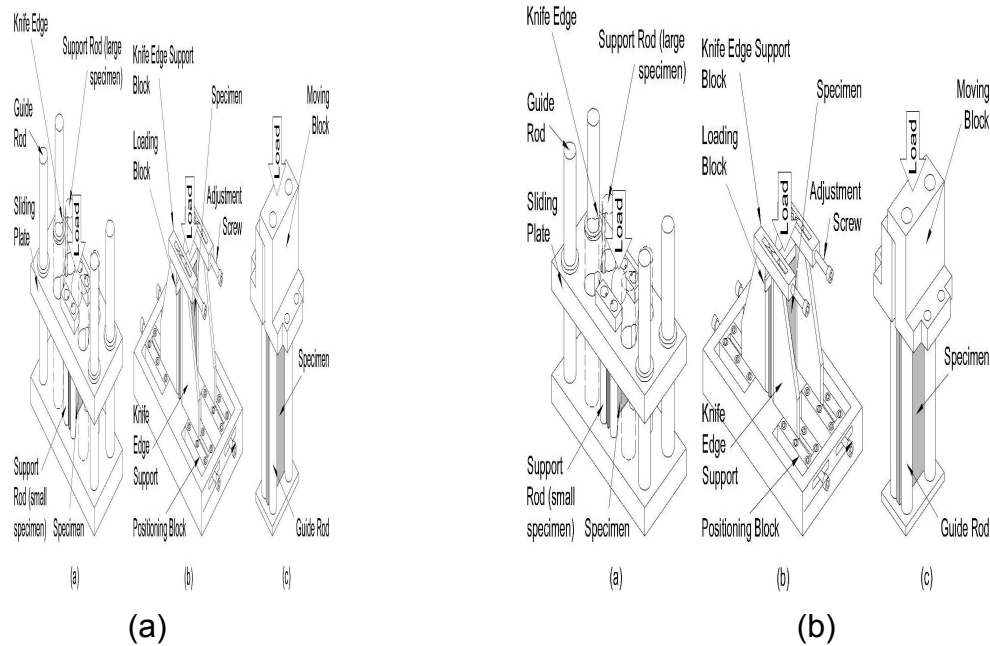 Knife Edge
Support Rod (large
specimen)
Guide
Rod
Sliding
Plate
Load
Support
Rod (small
specimen)
Specimen
(a)
Knife Edge Support
Block
Loading
Block
Specimen
Load
Adjustment
Screw
Knife
Edge
Support
Positioning Block
(b)
Moving
Block
Load
Specimen
Guide Rod
(c)
(a)
Knife Edge
Support Rod (large
specimen)
Guide
Rod
Sliding
Plate
Load
Support
Rod (small
specimen)
Specimen
(a)
Knife Edge Support
Block
Loading
Block
Specimen
Load
Adjustment
Screw
Knife
Edge
Support
Positioning Block
(b)
Moving
Block
Load
Specimen
Guide Rod
(c)
(b)